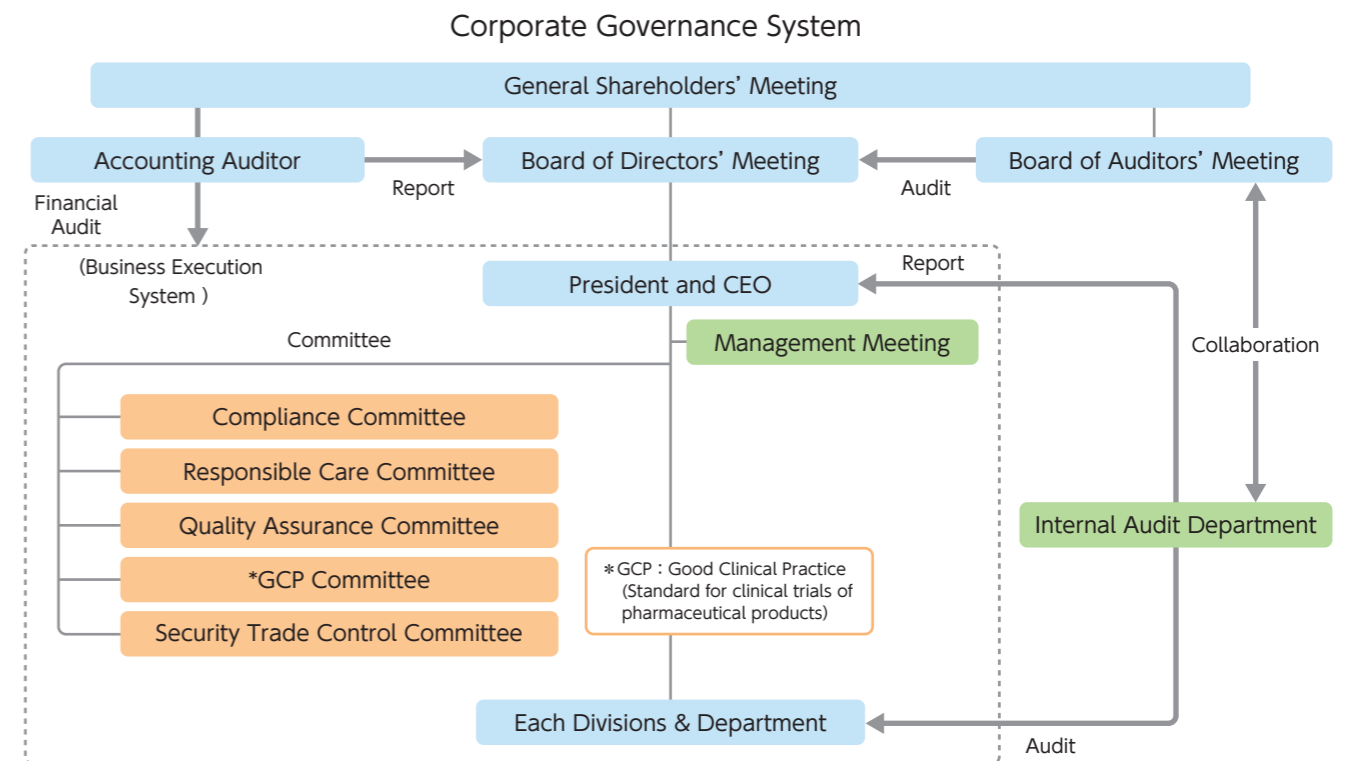 Corporate Governance System
General Shareholders’ Meeting
Accounting Auditor
Report
Board of Directors’ Meeting
Audit
Board of Auditors’ Meeting
Financial
Audit
(Business Execution
System )
President and CEO
Report
Committee
Management Meeting
Collaboration
Compliance Committee
Responsible Care Committee
Quality Assurance Committee
*GCP Committee
Security Trade Control Committee
Internal Audit Department
*GCP : Good Clinical Practice
(Standard for clinical trials of
pharmaceutical products)
Each Divisions & Department
Audit